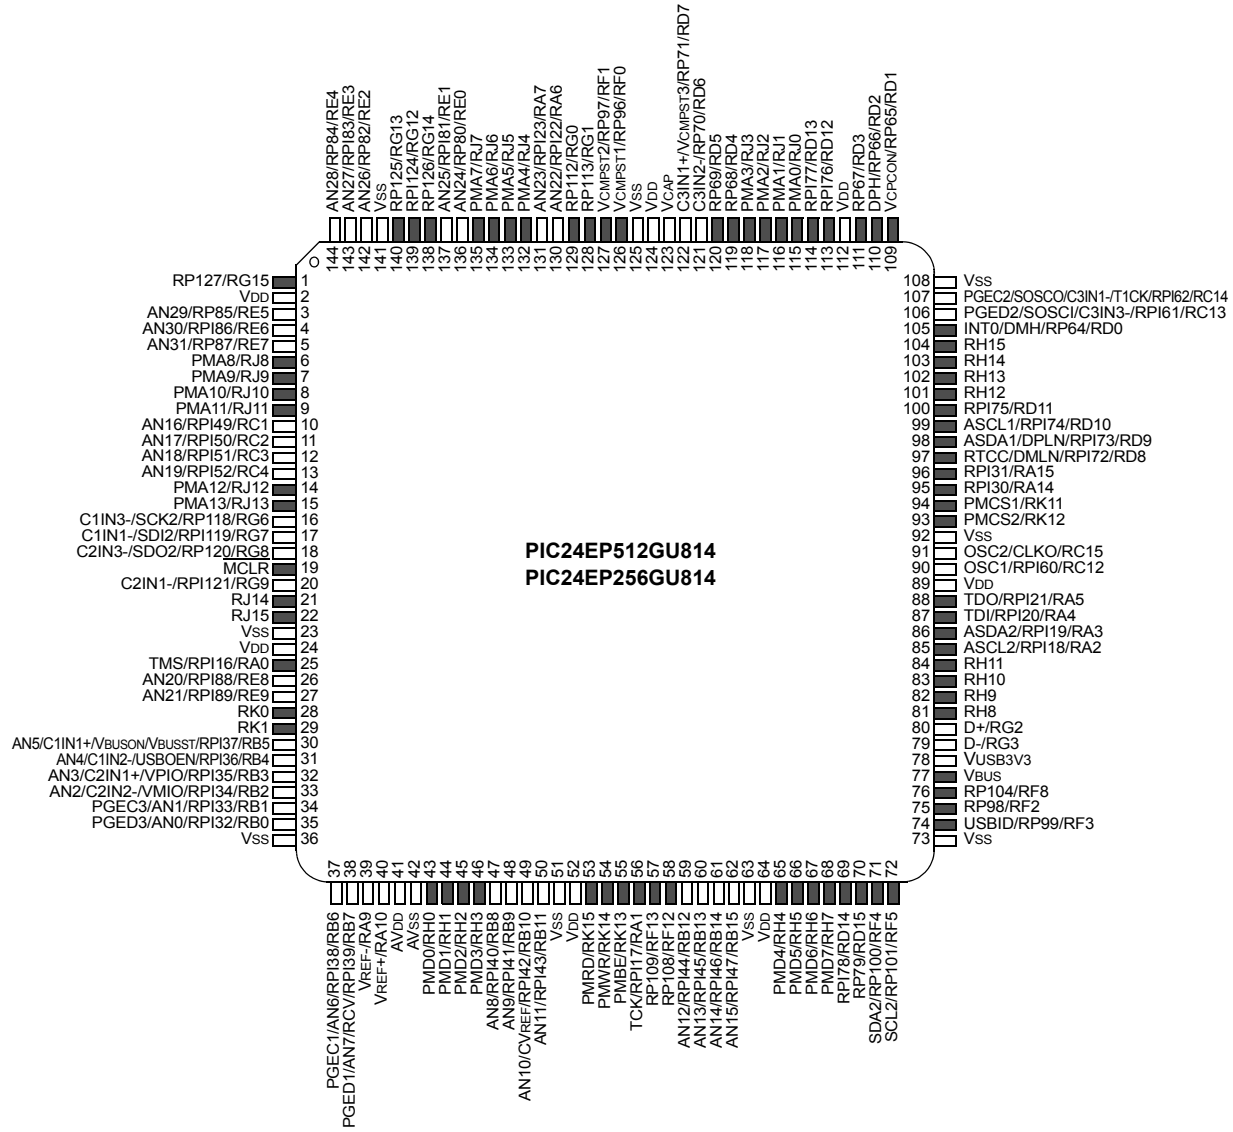 AN28/RP84/RE4
AN27/RPI83/RE3
AN26/RP82/RE2
VSS
RP125/RG13
RPI124/RG12
RP126/RG14
AN25/RPI81/RE1
AN24/RP80/RE0
PMA7/RJ7
PMA6/RJ6
PMA5/RJ5
PMA4/RJ4
AN23/RPI23/RA7
AN22/RPI22/RA6
RP112/RG0
RP113/RG1
VCMPST2/RP97/RF1
VCMPST1/RP96/RF0
VSS
VDD
VCAP
C3IN1+/VCMPST3/RP71/RD7
C3IN2-/RP70/RD6
RP69/RD5
RP68/RD4
PMA3/RJ3
PMA2/RJ2
PMA1/RJ1
PMA0/RJ0
RPI77/RD13
RPI76/RD12
VDD
RP67/RD3
DPH/RP66/RD2
VCPCON/RP65/RD1
144 143 142 141 140 139 138 137 136 135 134 133 132 131 130 129 128 127 126 125 124 123 122 121 120 119 118 117 116 115 114 113 112 111 110 109
RP127/RG15 1
VDD 2
AN29/RP85/RE5 3
AN30/RPI86/RE6 4
AN31/RP87/RE7 5
PMA8/RJ8 6
PMA9/RJ9 7
PMA10/RJ10 8
PMA11/RJ11 9
AN16/RPI49/RC1 10
AN17/RPI50/RC2 11
AN18/RPI51/RC3 12
AN19/RPI52/RC4 13
PMA12/RJ12 14
PMA13/RJ13 15
C1IN3-/SCK2/RP118/RG6 16
C1IN1-/SDI2/RPI119/RG7 17
C2IN3-/SDO2/RP120/RG8 18
MCLR 19
C2IN1-/RPI121/RG9 20
RJ14 21
RJ15 22
VSS 23
VDD 24
TMS/RPI16/RA0 25
AN20/RPI88/RE8 26
AN21/RPI89/RE9 27
RK0 28
RK1 29
AN5/C1IN1+/VBUSON/VBUSST/RPI37/RB5 30
AN4/C1IN2-/USBOEN/RPI36/RB4 31
AN3/C2IN1+/VPIO/RPI35/RB3 32
AN2/C2IN2-/VMIO/RPI34/RB2 33
PGEC3/AN1/RPI33/RB1 34
PGED3/AN0/RPI32/RB0 35
VSS 36
PIC24EP512GU814
PIC24EP256GU814
108 VSS
107 PGEC2/SOSCO/C3IN1-/T1CK/RPI62/RC14
106 PGED2/SOSCI/C3IN3-/RPI61/RC13
105 INT0/DMH/RP64/RD0
104 RH15
103 RH14
102 RH13
101 RH12
100 RPI75/RD11
99 ASCL1/RPI74/RD10
98 ASDA1/DPLN/RPI73/RD9
97 RTCC/DMLN/RPI72/RD8
96 RPI31/RA15
95 RPI30/RA14
94 PMCS1/RK11
93 PMCS2/RK12
92 VSS
91 OSC2/CLKO/RC15
90 OSC1/RPI60/RC12
89 VDD
88 TDO/RPI21/RA5
87 TDI/RPI20/RA4
86 ASDA2/RPI19/RA3
85 ASCL2/RPI18/RA2
84 RH11
83 RH10
82 RH9
81 RH8
80 D+/RG2
79 D-/RG3
78 VUSB3V3
77 VBUS
76 RP104/RF8
75 RP98/RF2
74 USBID/RP99/RF3
73 VSS
37 38 39 40 41 42 43 44 45 46 47 48 49 50 51 52 53 54 55 56 57 58 59 60 61 62 63 64 65 66 67 68 69 70 71 72
PGEC1/AN6/RPI38/RB6
PGED1/AN7/RCV/RPI39/RB7
VREF-/RA9
VREF+/RA10
AVDD
AVSS
PMD0/RH0
PMD1/RH1
PMD2/RH2
PMD3/RH3
AN8/RPI40/RB8
AN9/RPI41/RB9
AN10/CVREF/RPI42/RB10
AN11/RPI43/RB11
VSS
VDD
PMRD/RK15
PMWR/RK14
PMBE/RK13
TCK/RPI17/RA1
RP109/RF13
RP108/RF12
AN12/RPI44/RB12
AN13/RPI45/RB13
AN14/RPI46/RB14
AN15/RPI47/RB15
VSS
VDD
PMD4/RH4
PMD5/RH5
PMD6/RH6
PMD7/RH7
RPI78/RD14
RP79/RD15
SDA2/RP100/RF4
SCL2/RP101/RF5